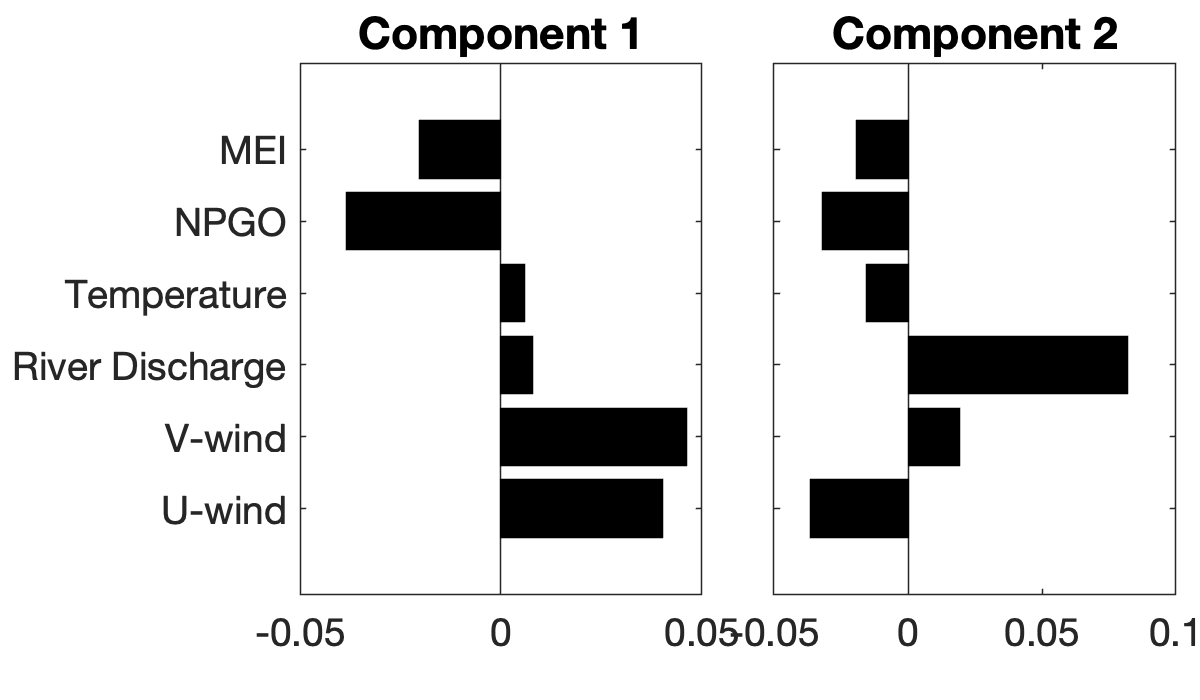 Component 1
Component 2
MEI
NPGO
Temperature
River Discharge
V-wind
U-wind
-0.05 0 0.05
-0.05 0 0.05 0.1